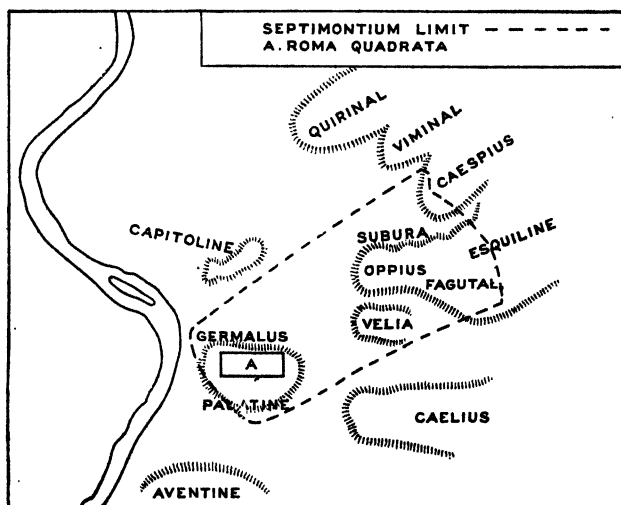 SEPTIMONTIUM LIMIT
A. ROMA QUADRATA
QUIRINAL
VIMINAL
CAESPIUS
CAPITOLINE
SUBURA
ESQUILINE
OPPIUS
FAGUTAL
VELIA
GERMALUS
A
PALATINE
CAELIUS
AVENTINE